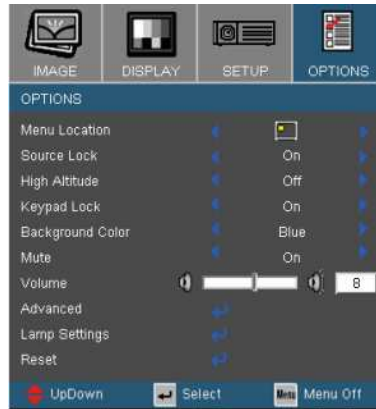 IMAGE DISPLAY SETUP OPTIONS
OPTIONS
Menu Location
Source Lock On
High Altitude Off
Keypad Lock On
Background Color Blue
Mute On
Volume 8
Advanced
Lamp Settings
Reset
UpDown Select Menu Menu Off